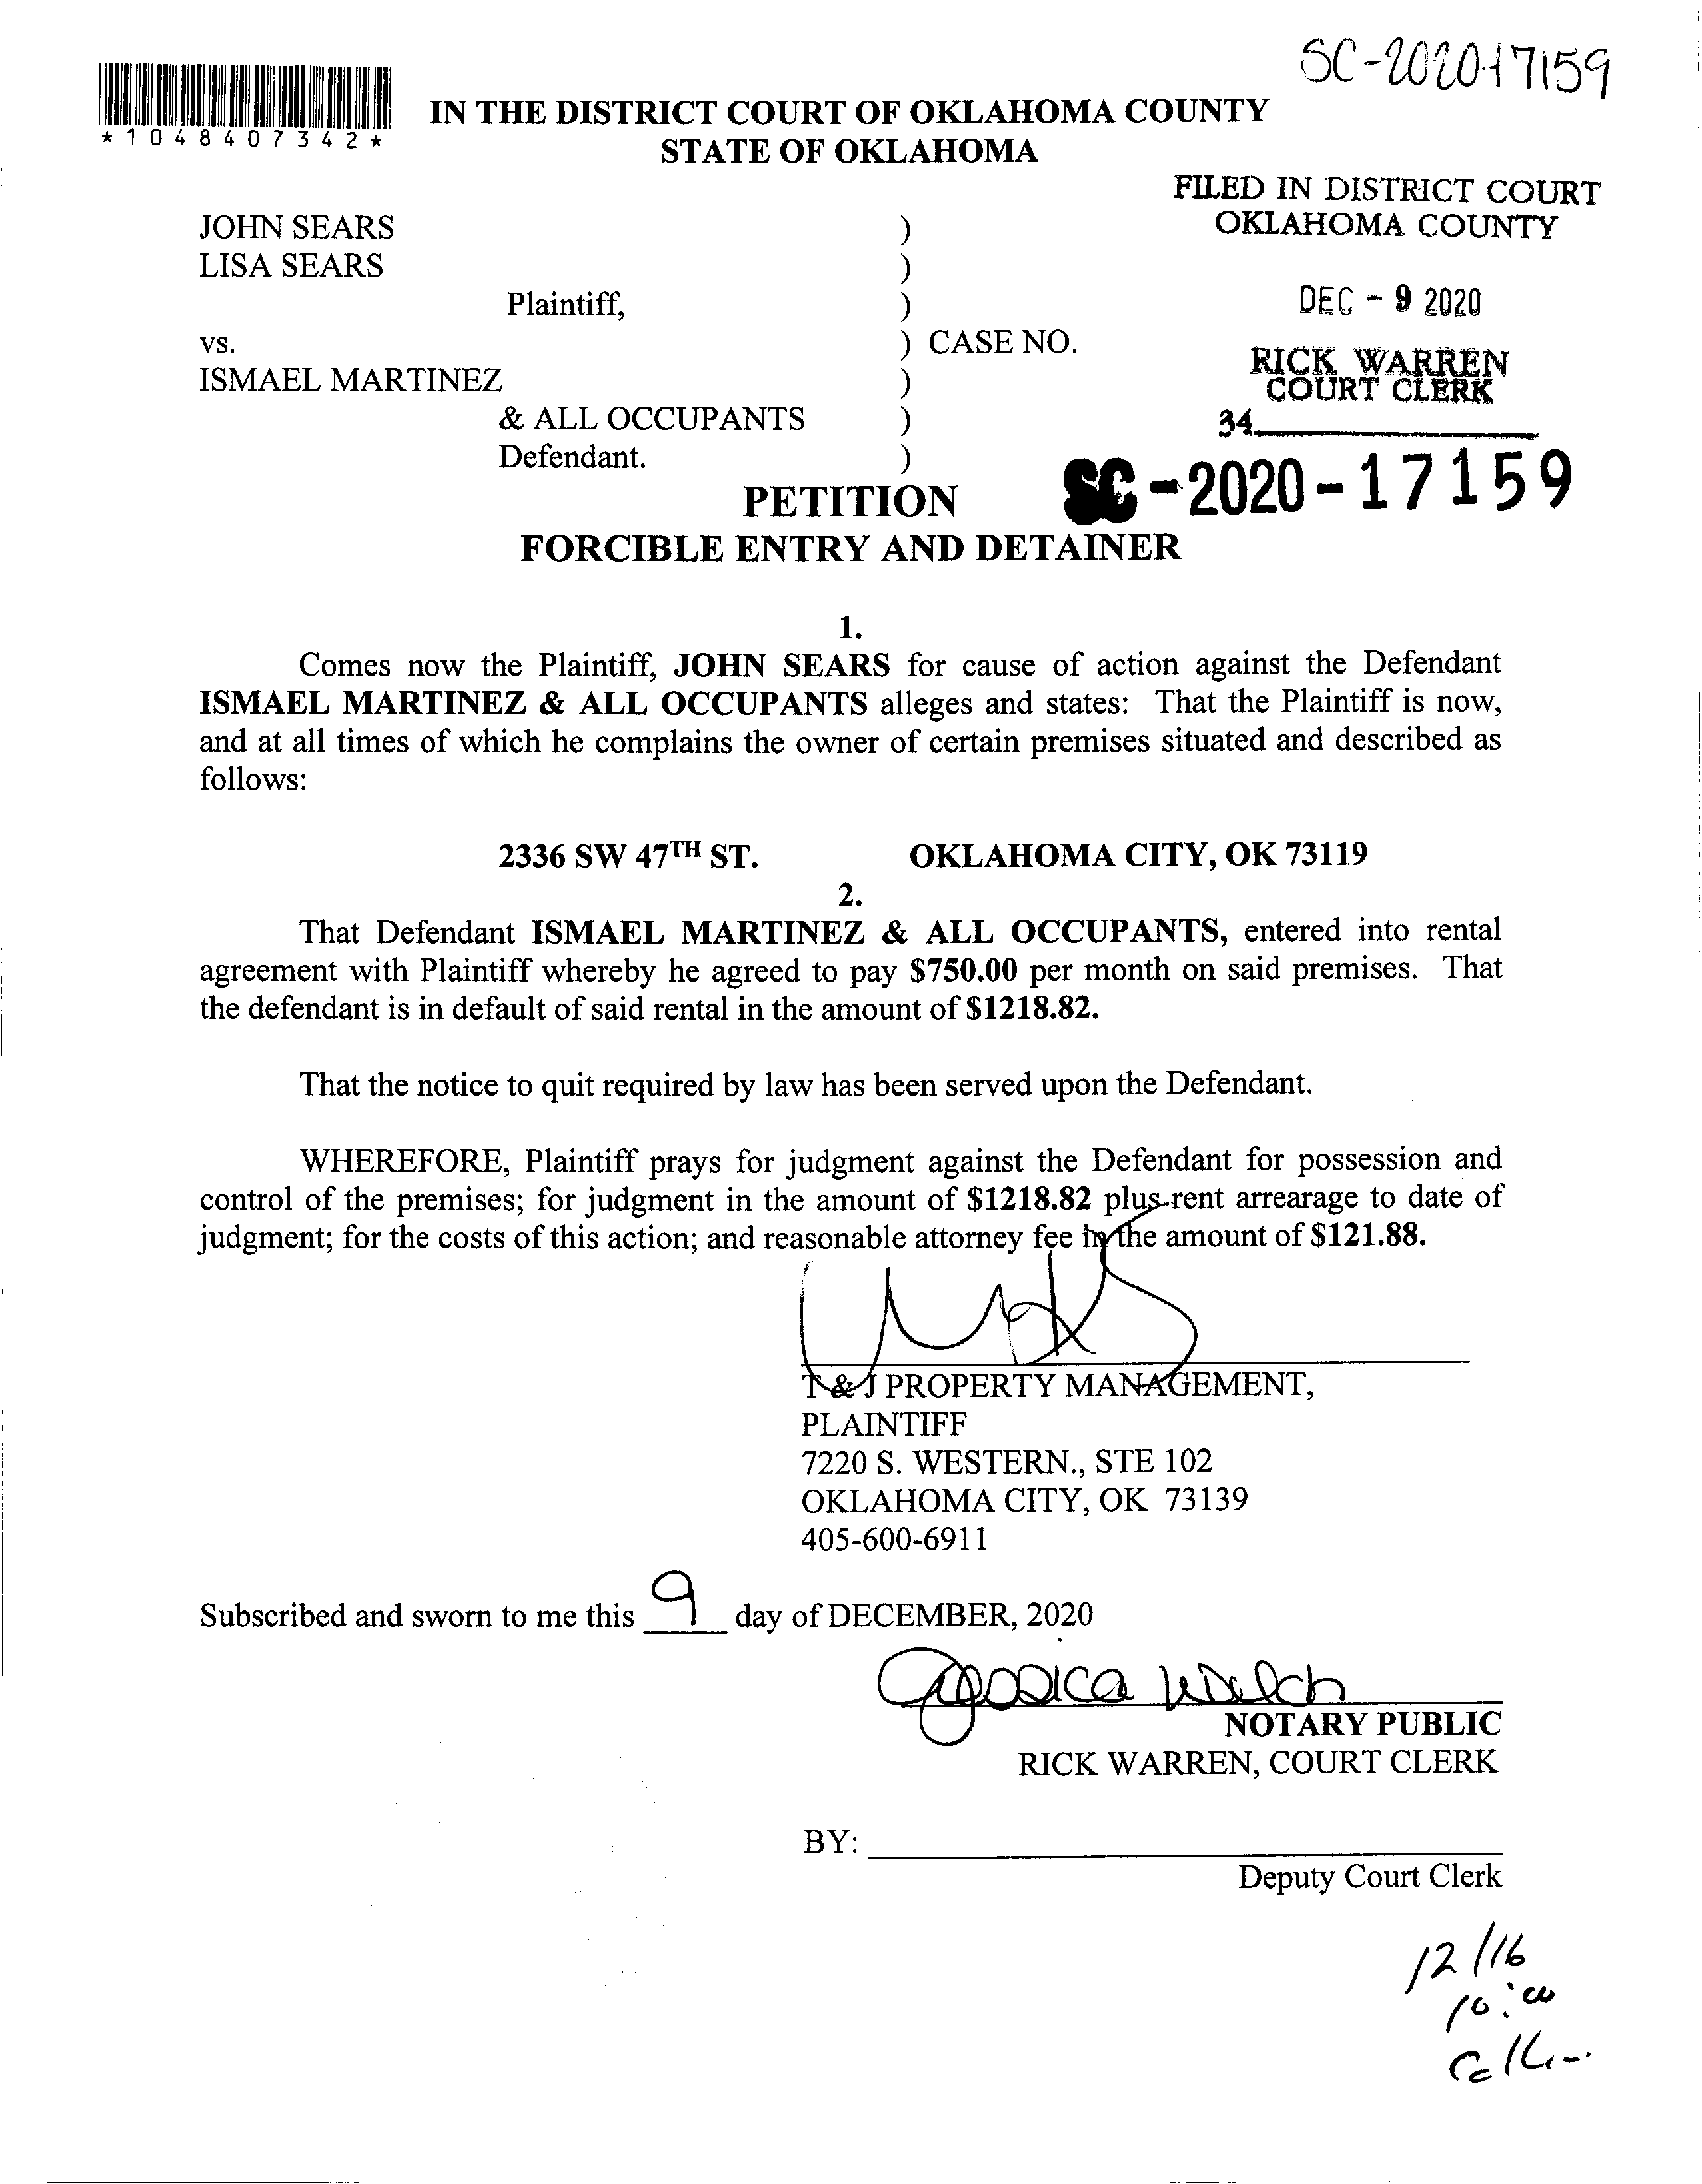 SC-2020-17159
*1048407342*
IN THE DISTRICT COURT OF OKLAHOMA COUNTY
STATE OF OKLAHOMA
FILED IN DISTRICT COURT
OKLAHOMA COUNTY
JOHN SEARS )
LISA SEARS )
Plaintiff, )
DEC - 9 2020
vs. ) CASE NO.
ISMAEL MARTINEZ )
RICK WARREN
COURT CLERK
& ALL OCCUPANTS )
34
Defendant. )
SC-2020-17159
PETITION
FORCIBLE ENTRY AND DETAINER
1.
Comes now the Plaintiff, JOHN SEARS for cause of action against the Defendant
ISMAEL MARTINEZ & ALL OCCUPANTS alleges and states: That the Plaintiff is now,
and at all times of which he complains the owner of certain premises situated and described as
follows:
2336 SW 47TH ST. OKLAHOMA CITY, OK 73119
2.
That Defendant ISMAEL MARTINEZ & ALL OCCUPANTS, entered into rental
agreement with Plaintiff whereby he agreed to pay $750.00 per month on said premises. That
the defendant is in default of said rental in the amount of $1218.82.
That the notice to quit required by law has been served upon the Defendant.
WHEREFORE, Plaintiff prays for judgment against the Defendant for possession and
control of the premises; for judgment in the amount of $1218.82 plus rent arrearage to date of
judgment; for the costs of this action; and reasonable attorney fee in the amount of $121.88.
T & J PROPERTY MANAGEMENT,
PLAINTIFF
7220 S. WESTERN., STE 102
OKLAHOMA CITY, OK 73139
405-600-6911
Subscribed and sworn to me this 9 day of DECEMBER, 2020
Jessica Welch
NOTARY PUBLIC
RICK WARREN, COURT CLERK
BY:
Deputy Court Clerk
12/16
10:00